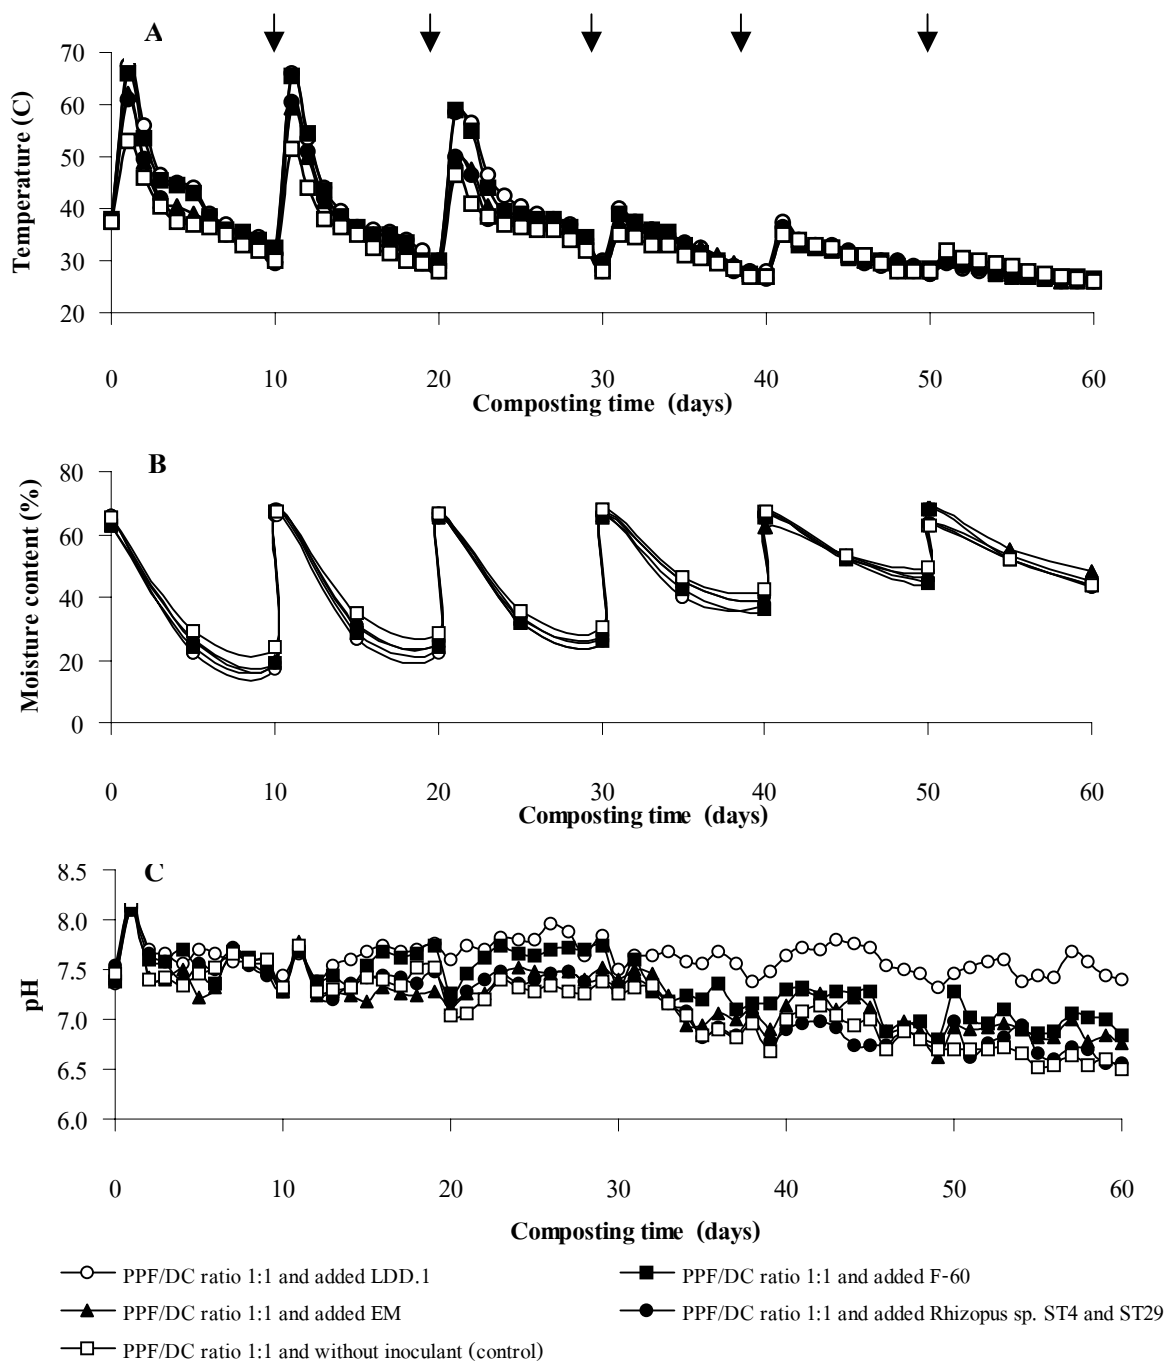 A
70
60
50
40
30
20
Temperature (C)
0 10 20 30 40 50 60
Composting time (days)
B
80
60
40
20
0
Moisture content (%)
0 10 20 30 40 50 60
Composting time (days)
C
8.5
8.0
7.5
7.0
6.5
6.0
pH
0 10 20 30 40 50 60
Composting time (days)
PPF/DC ratio 1:1 and added LDD.1
PPF/DC ratio 1:1 and added F-60
PPF/DC ratio 1:1 and added EM
PPF/DC ratio 1:1 and added Rhizopus sp. ST4 and ST29
PPF/DC ratio 1:1 and without inoculant (control)